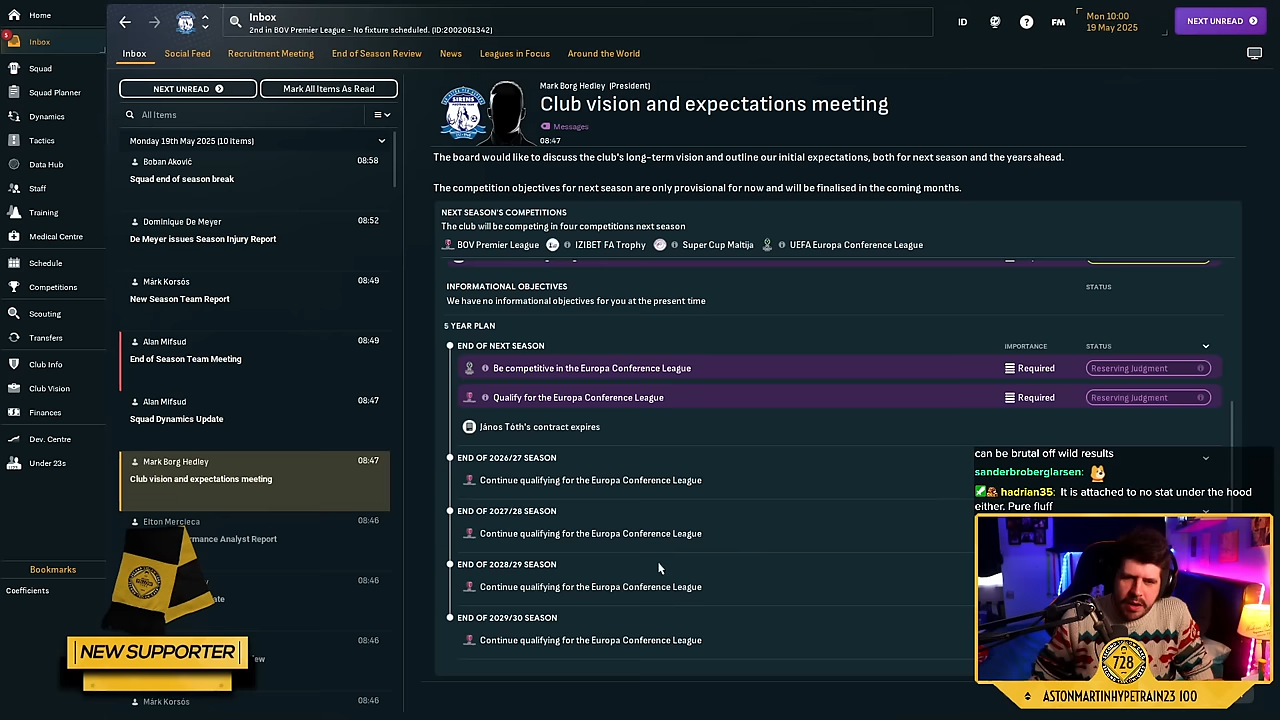 Home
Inbox
Squad
Squad Planner
Dynamics
Tactics
Data Hub
Staff
Training
Medical Centre
Schedule
Competitions
Scouting
Transfers
Club Info
Club Vision
Finances
Dev. Centre
Under 23s
Bookmarks
Coefficients
Inbox
2nd in BOV Premier League - No fixture scheduled. (ID:2002061342)
ID
FM
Mon 10:00
19 May 2025
NEXT UNREAD
Inbox
Social Feed
Recruitment Meeting
End of Season Review
News
Leagues in Focus
Around the World
NEXT UNREAD
Mark All Items As Read
All Items
Monday 19th May 2025 (10 Items)
Boban Aković 08:58
Squad end of season break
Dominique De Meyer 08:52
De Meyer issues Season Injury Report
Márk Korsós 08:49
New Season Team Report
Alan Mifsud 08:49
End of Season Team Meeting
Alan Mifsud 08:47
Squad Dynamics Update
Mark Borg Hedley 08:47
Club vision and expectations meeting
Elton Mercieca 08:46
Analyst Report
08:46
08:46
Márk Korsós 08:46
NEW SUPPORTER
SIRENS
Mark Borg Hedley (President)
Club vision and expectations meeting
Messages
08:47
The board would like to discuss the club's long-term vision and outline our initial expectations, both for next season and the years ahead.
The competition objectives for next season are only provisional for now and will be finalised in the coming months.
NEXT SEASON'S COMPETITIONS
The club will be competing in four competitions next season
BOV Premier League
IZIBET FA Trophy
Super Cup Maltija
UEFA Europa Conference League
INFORMATIONAL OBJECTIVES STATUS
We have no informational objectives for you at the present time
5 YEAR PLAN
END OF NEXT SEASON IMPORTANCE STATUS
Be competitive in the Europa Conference League Required Reserving Judgment
Qualify for the Europa Conference League Required Reserving Judgment
János Tóth's contract expires
END OF 2026/27 SEASON
Continue qualifying for the Europa Conference League
END OF 2027/28 SEASON
Continue qualifying for the Europa Conference League
END OF 2028/29 SEASON
Continue qualifying for the Europa Conference League
END OF 2029/30 SEASON
Continue qualifying for the Europa Conference League
can be brutal off wild results
sanderbroberglarsen:
hadrian35: It is attached to no stat under the hood
either. Pure fluff
728
ASTONMARTINHYPETRAIN23 100